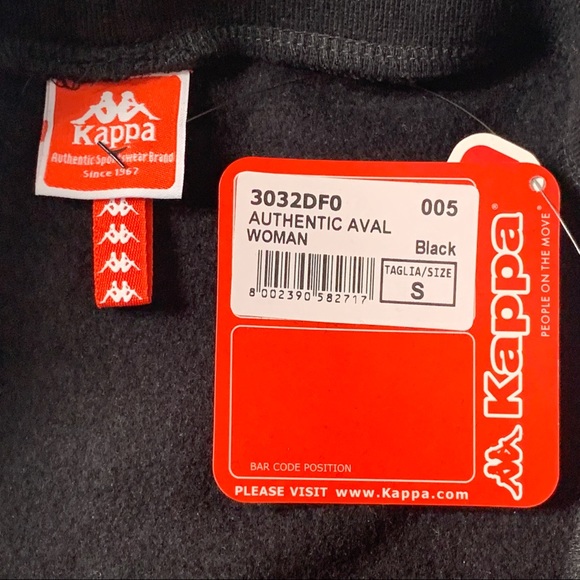 Kappa
Authentic Sportswear Brand
Since 1967
3032DF0 005
AUTHENTIC AVAL
WOMAN
Black
TAGLIA/SIZE
S
8 002390 582717
BAR CODE POSITION
PLEASE VISIT www.Kappa.com
Kappa®
PEOPLE ON THE MOVE®